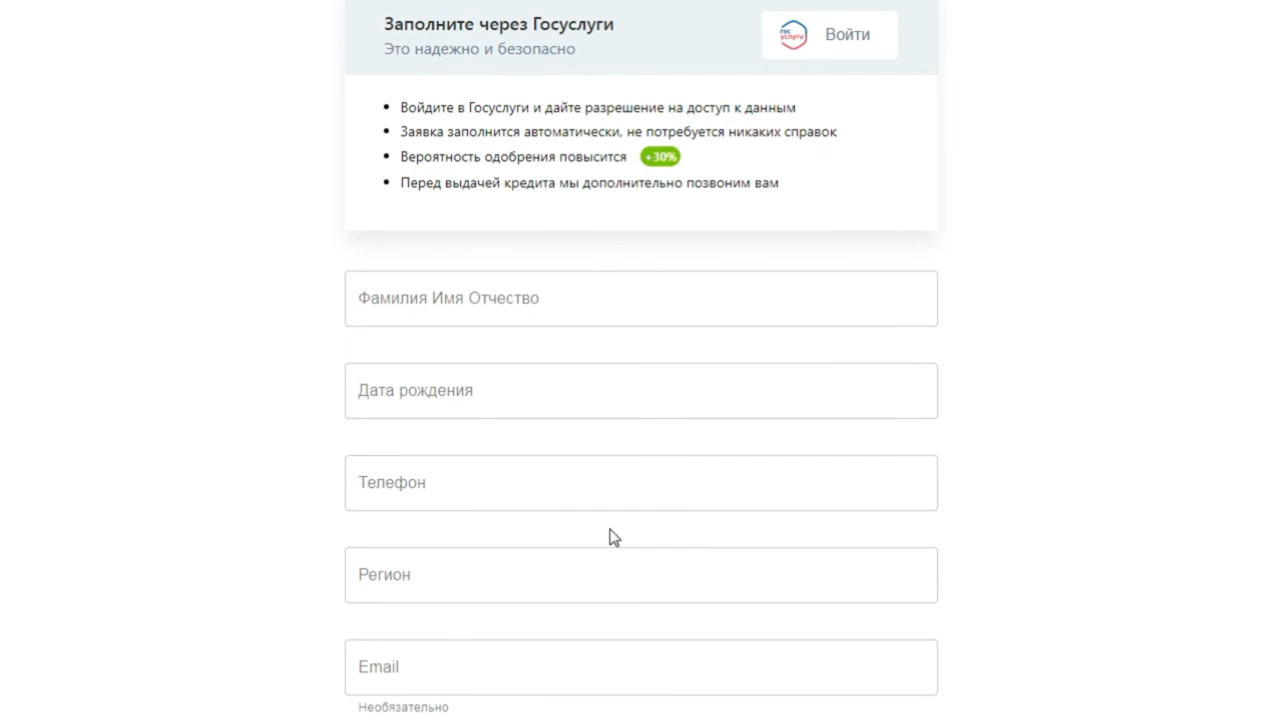 Заполните через Госуслуги
Это надежно и безопасно
гос
услуги
Войти
Войдите в Госуслуги и дайте разрешение на доступ к данным
Заявка заполнится автоматически, не потребуется никаких справок
Вероятность одобрения повысится +30%
Перед выдачей кредита мы дополнительно позвоним вам
Фамилия Имя Отчество
Дата рождения
Телефон
Регион
Email
Необязательно